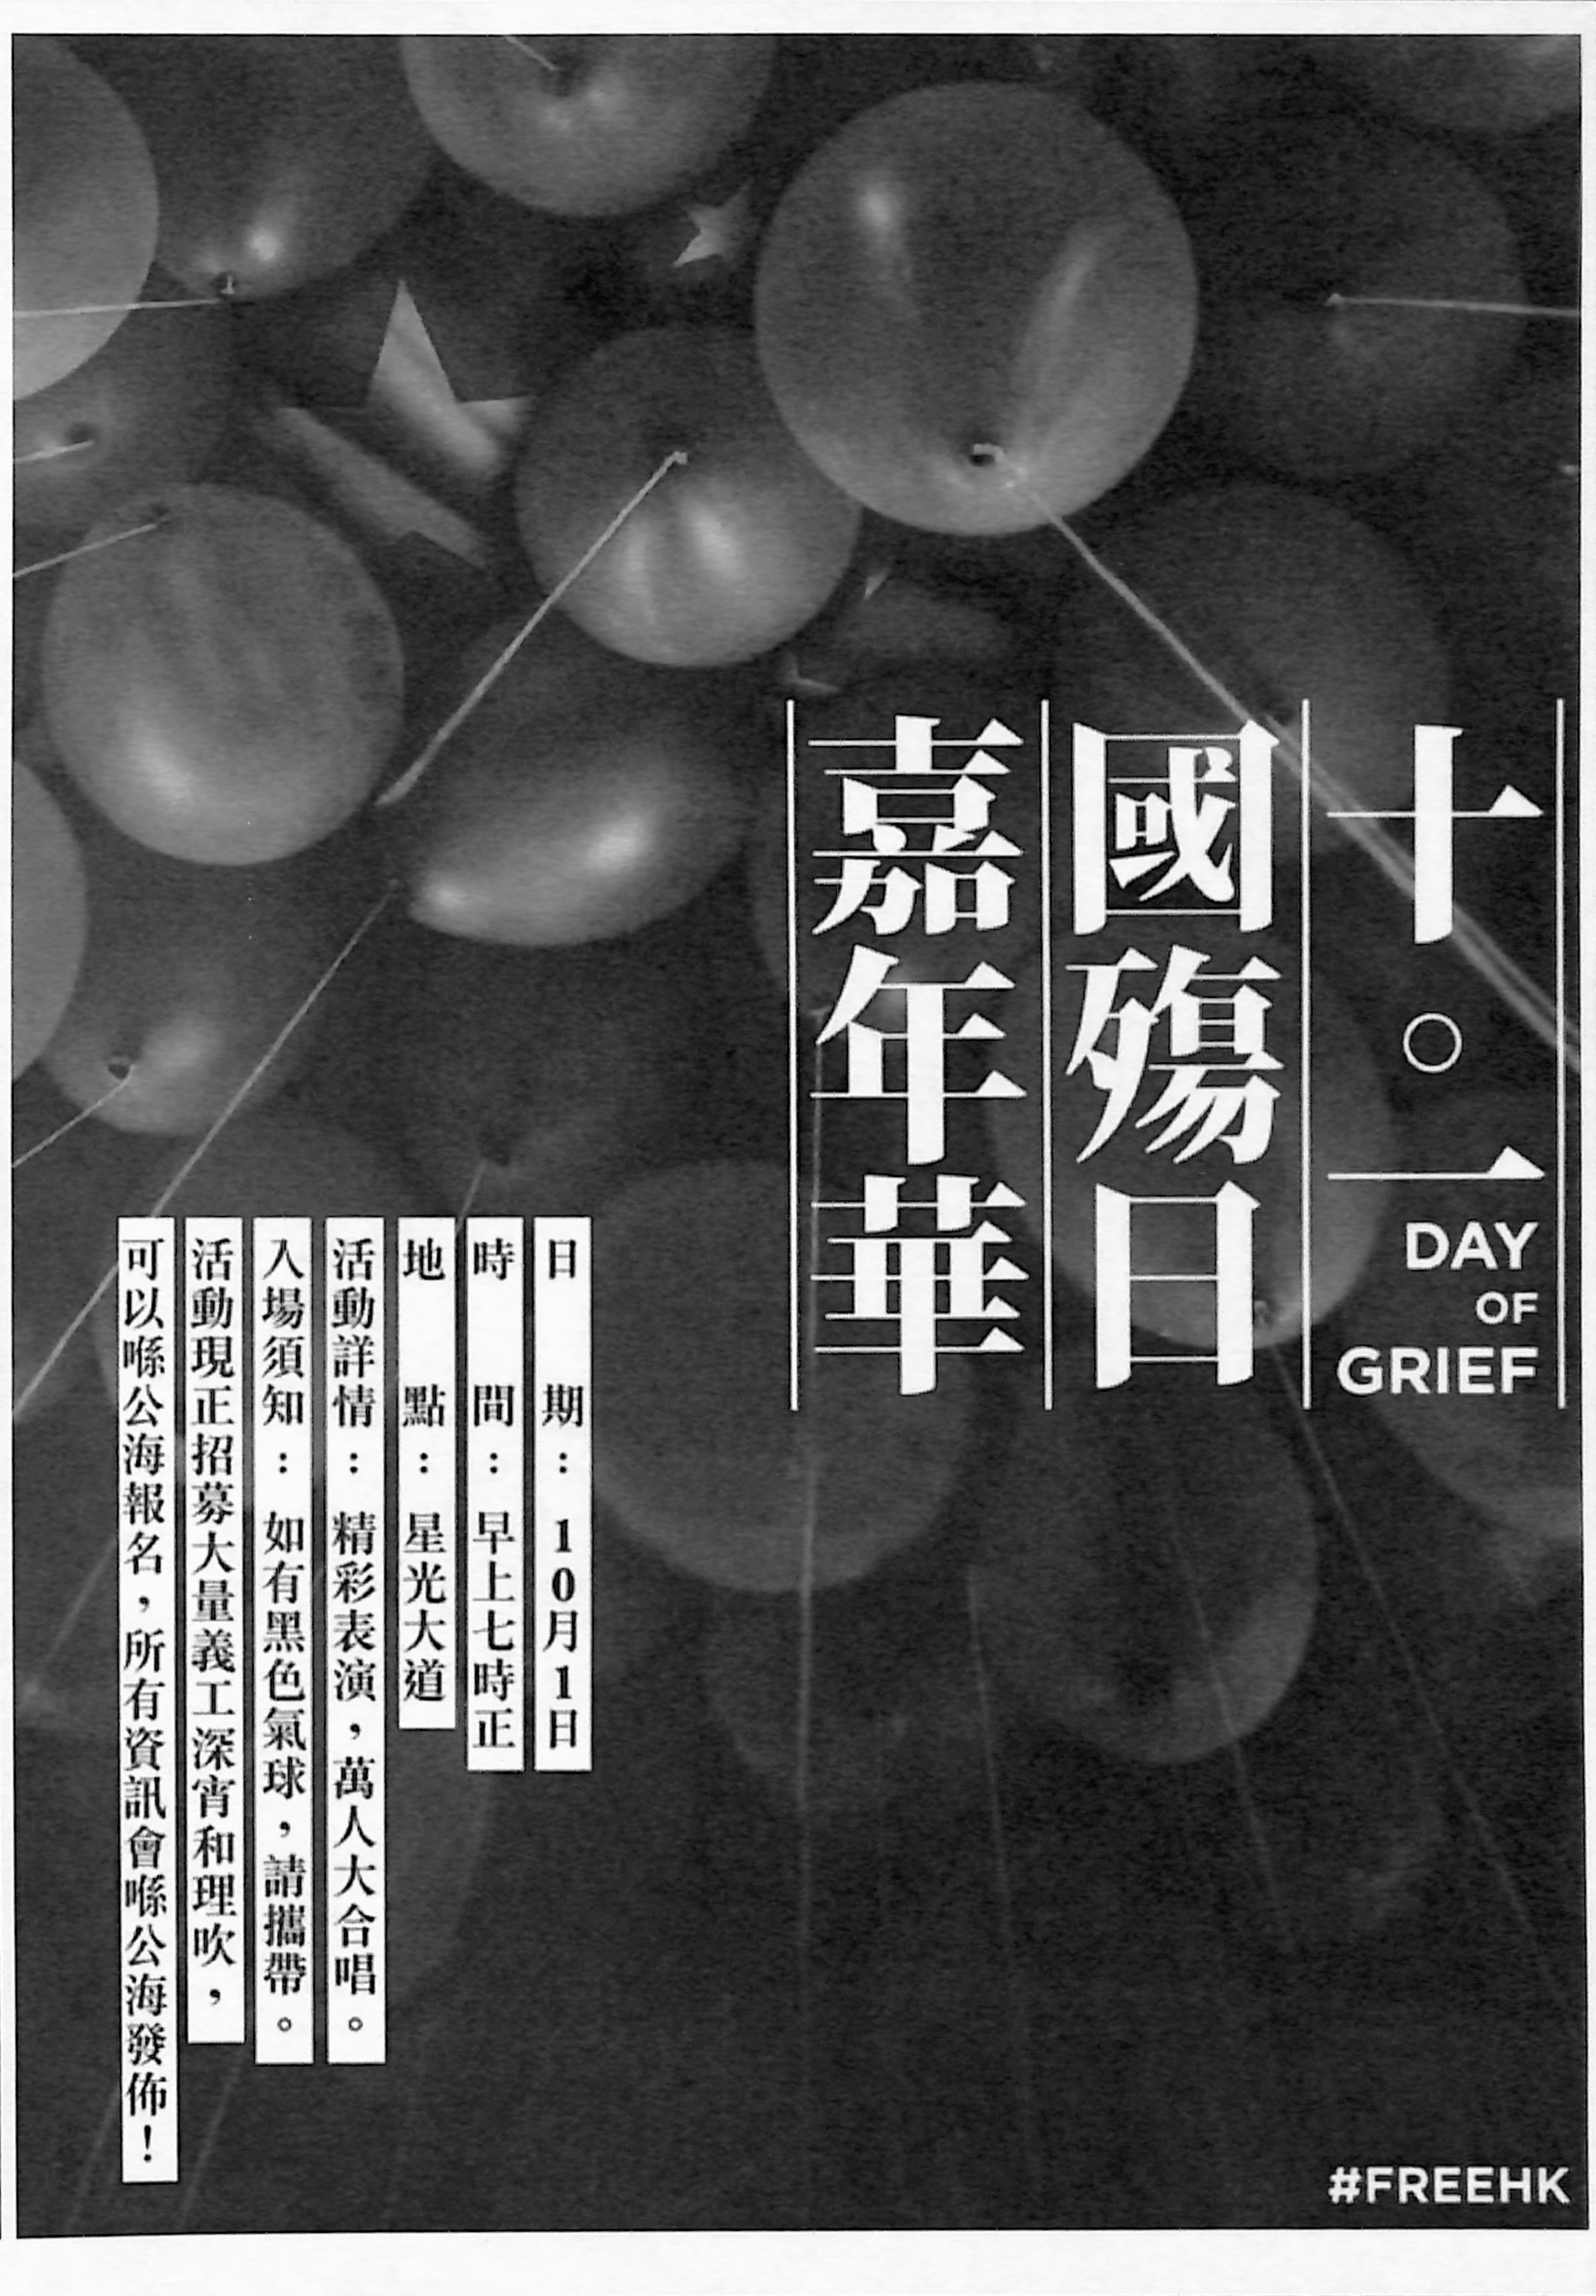 十。一
DAY
OF
GRIEF
國殤日
嘉年華
日期：10月1日
時間：早上七時正
地點：星光大道
活動詳情：精彩表演，萬人大合唱。
入場須知：如有黑色氣球，請攜帶。
活動現正招募大量義工深宵和理吹，
可以喺公海報名，所有資訊會喺公海發佈！
#FREEHK